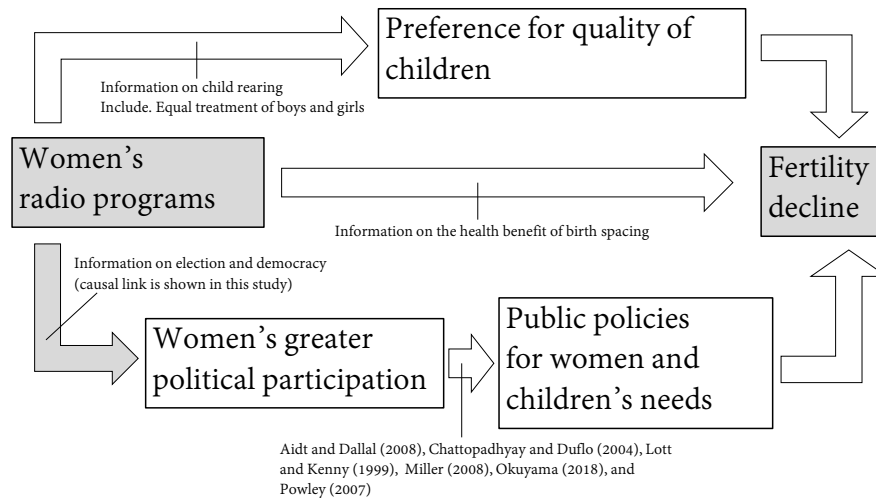 Preference for quality of
children
Information on child rearing
Include. Equal treatment of boys and girls
Women's
radio programs
Fertility
decline
Information on the health benefit of birth spacing
Information on election and democracy
(causal link is shown in this study)
Women's greater
political participation
Public policies
for women and
children's needs
Aidt and Dallal (2008), Chattopadhyay and Duflo (2004), Lott
and Kenny (1999), Miller (2008), Okuyama (2018), and
Powley (2007)